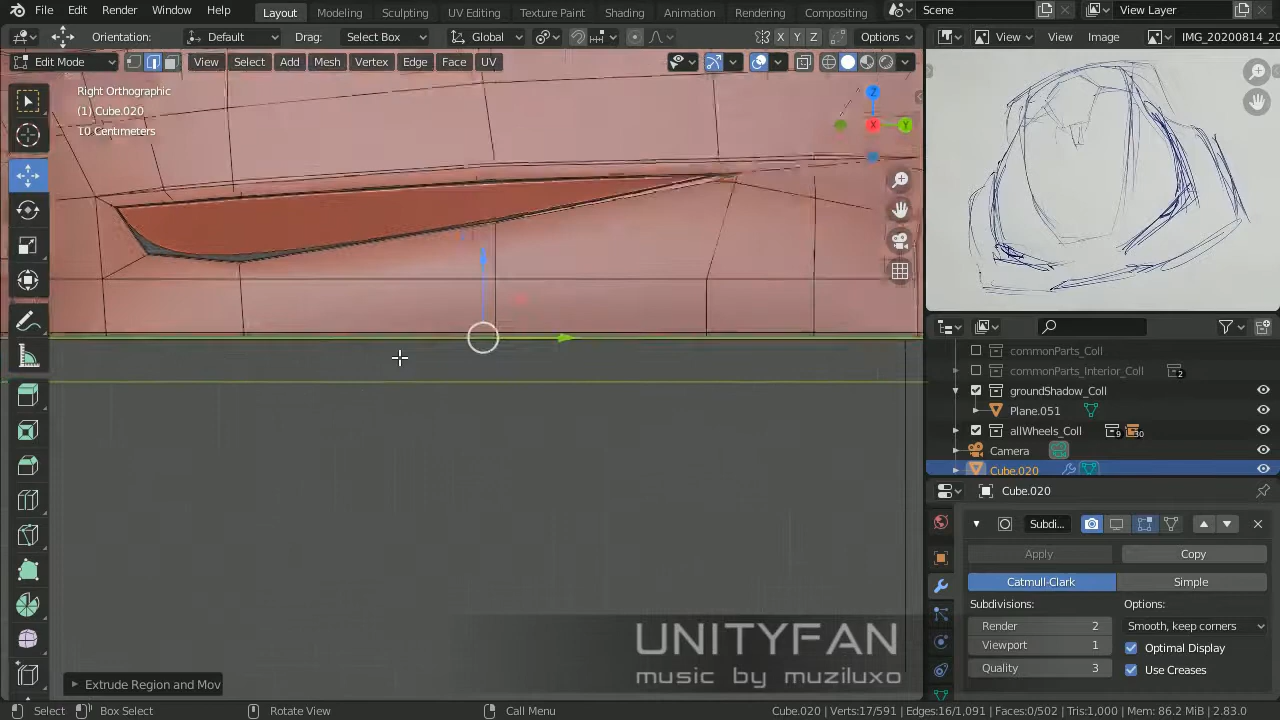 File Edit Render Window Help Layout Modeling Sculpting UV Editing Texture Paint Shading Animation Rendering Compositing Scene View Layer
Orientation: Default Drag: Select Box Global X Y Z Options View View Image IMG_20200814_20
Edit Mode View Select Add Mesh Vertex Edge Face UV
Right Orthographic
(1) Cube.020
10 Centimeters
Z
X
Y
commonParts_Coll
commonParts_Interior_Coll 2
groundShadow_Coll
Plane.051
allWheels_Coll 9 30
Camera
Cube.020
Cube.020
Subdi...
Apply Copy
Catmull-Clark Simple
Subdivisions: Options:
Render 2 Smooth, keep corners
Viewport 1 Optimal Display
Quality 3 Use Creases
UNITYFAN
music by muziluxo
Extrude Region and Mov
Select Box Select Rotate View Call Menu Cube.020 | Verts:17/591 | Edges:16/1,091 | Faces:0/502 | Tris:1,000 | Mem: 86.2 MiB | 2.83.0